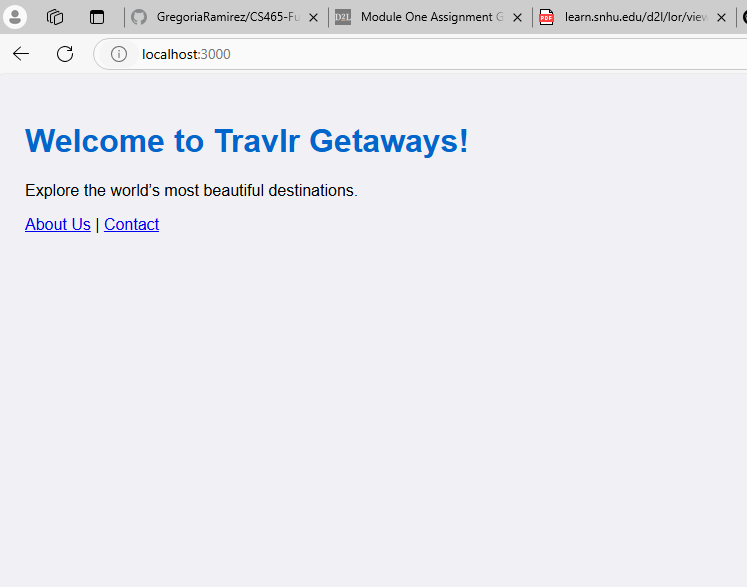 GregoriaRamirez/CS465-Fu
D2L Module One Assignment G
PDF learn.snhu.edu/d2l/lor/view
localhost:3000
Welcome to Travlr Getaways!
Explore the world’s most beautiful destinations.
About Us | Contact